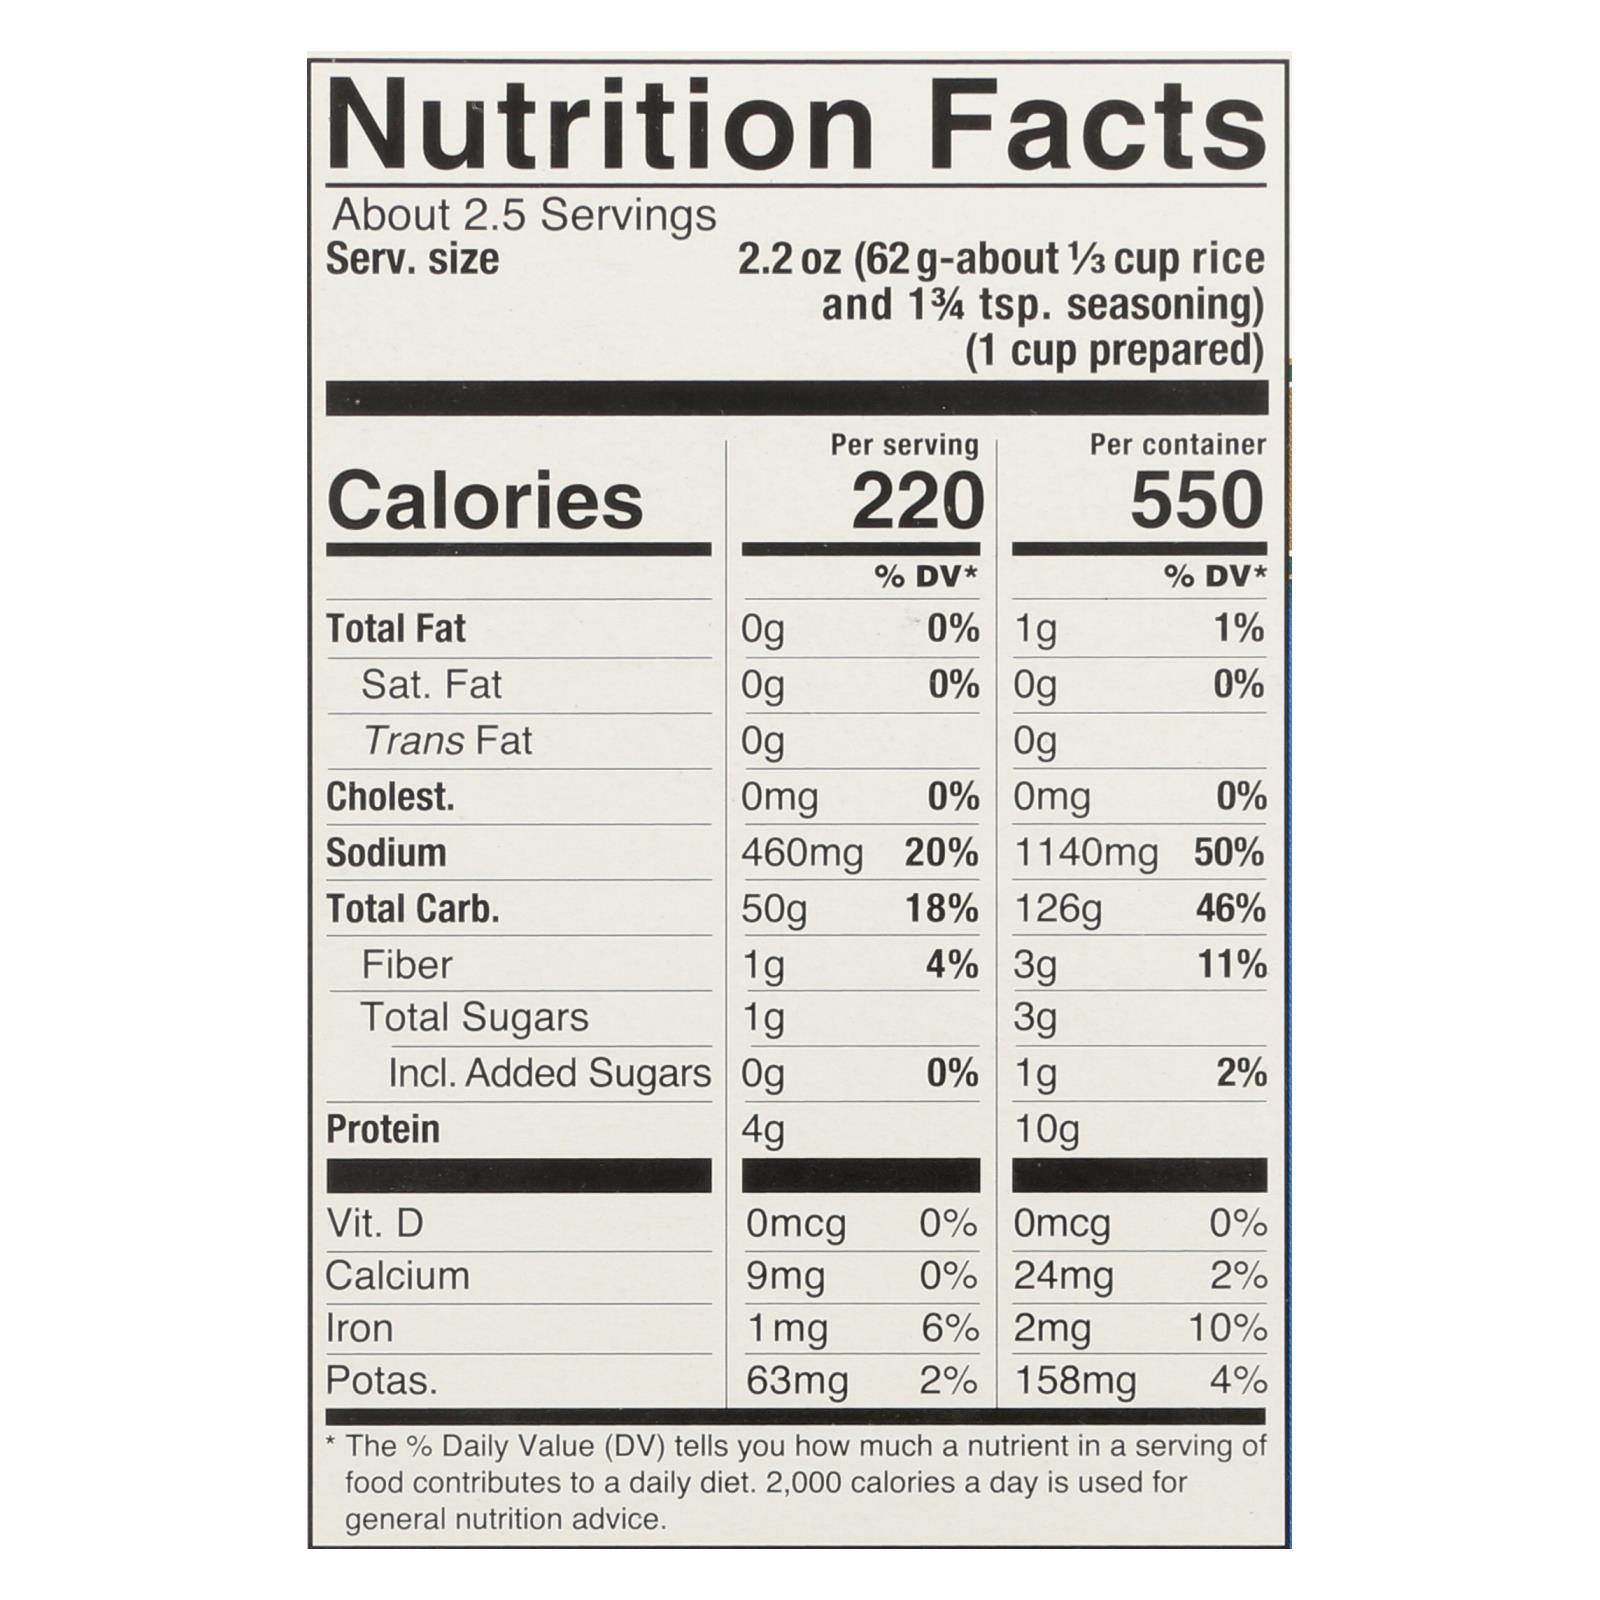 Nutrition Facts
About 2.5 Servings
Serv. size 2.2 oz (62 g-about ⅓ cup rice
and 1¾ tsp. seasoning)
(1 cup prepared)
Per serving Per container
Calories 220 550
% DV* % DV*
Total Fat 0g 0% 1g 1%
Sat. Fat 0g 0% 0g 0%
Trans Fat 0g 0g
Cholest. 0mg 0% 0mg 0%
Sodium 460mg 20% 1140mg 50%
Total Carb. 50g 18% 126g 46%
Fiber 1g 4% 3g 11%
Total Sugars 1g 3g
Incl. Added Sugars 0g 0% 1g 2%
Protein 4g 10g
Vit. D 0mcg 0% 0mcg 0%
Calcium 9mg 0% 24mg 2%
Iron 1mg 6% 2mg 10%
Potas. 63mg 2% 158mg 4%
* The % Daily Value (DV) tells you how much a nutrient in a serving of
food contributes to a daily diet. 2,000 calories a day is used for
general nutrition advice.